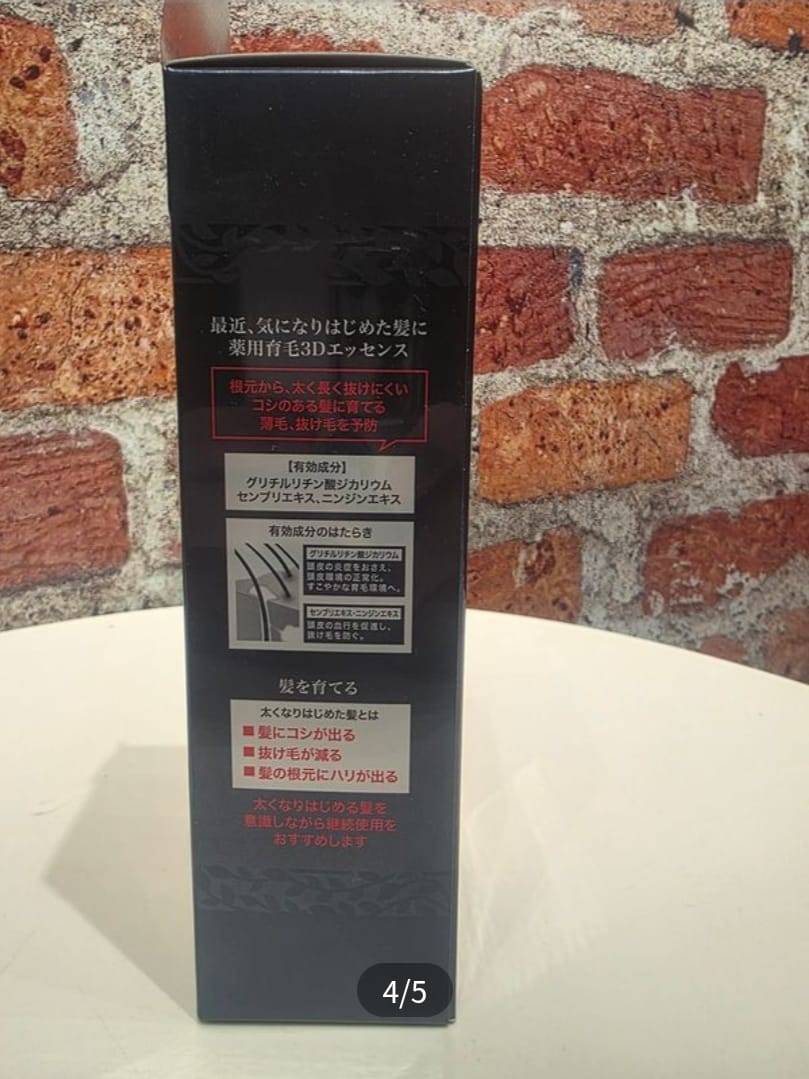 最近、気になりはじめた髪に
薬用育毛3Dエッセンス
根元から、太く長く抜けにくい
コシのある髪に育てる
薄毛、抜け毛を予防
【有効成分】
グリチルリチン酸ジカリウム
センブリエキス、ニンジンエキス
有効成分のはたらき
グリチルリチン酸ジカリウム
頭皮の炎症をおさえ、
頭皮環境の正常化。
すこやかな育毛環境へ。
センブリエキス・ニンジンエキス
頭皮の血行を促進し、
抜け毛を防ぐ。
髪を育てる
太くなりはじめた髪とは
■髪にコシが出る
■抜け毛が減る
■髪の根元にハリが出る
太くなりはじめる髪を
意識しながら継続使用を
おすすめします
4/5